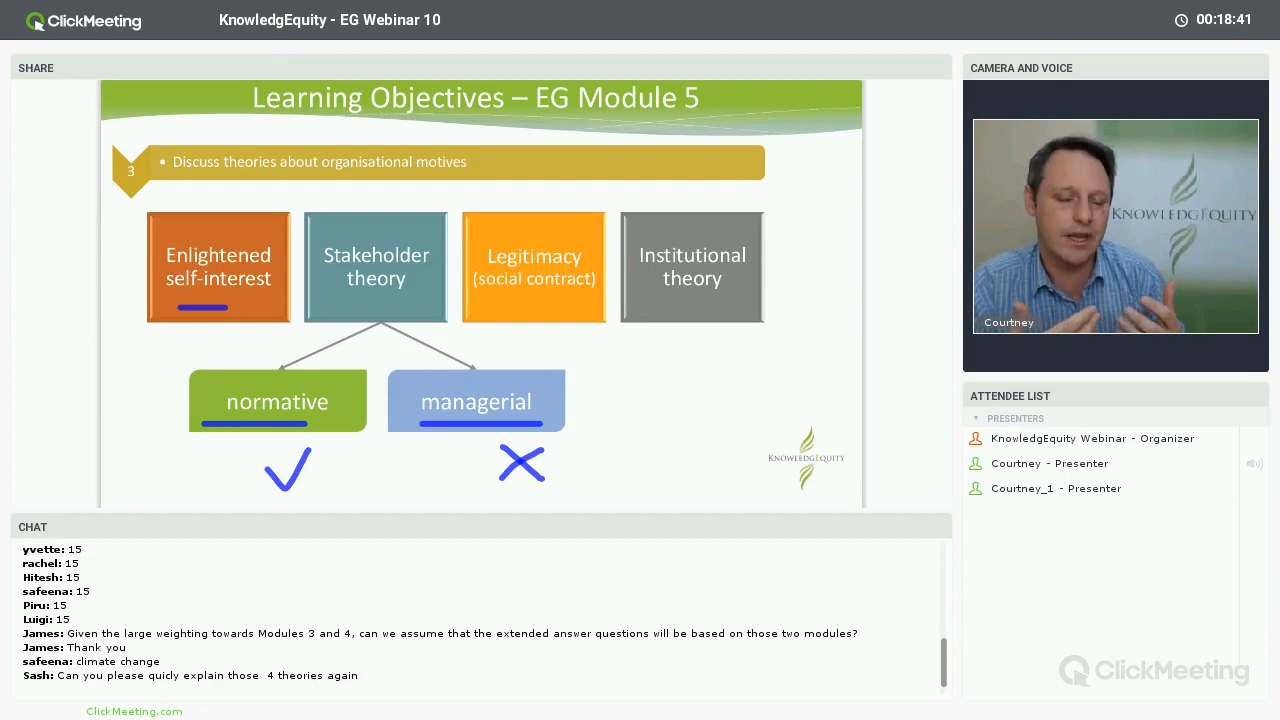 ClickMeeting
KnowledgEquity - EG Webinar 10
00:18:41
SHARE
Learning Objectives – EG Module 5
3
• Discuss theories about organisational motives
Enlightened
self-interest
Stakeholder
theory
Legitimacy
(social contract)
Institutional
theory
normative
managerial
KNOWLEDGEQUITY
CAMERA AND VOICE
KNOWLEDGEQUITY
Courtney
ATTENDEE LIST
PRESENTERS
KnowledgEquity Webinar - Organizer
Courtney - Presenter
Courtney_1 - Presenter
CHAT
yvette: 15
rachel: 15
Hitesh: 15
safeena: 15
Piru: 15
Luigi: 15
James: Given the large weighting towards Modules 3 and 4, can we assume that the extended answer questions will be based on those two modules?
James: Thank you
safeena: climate change
Sash: Can you please quicly explain those 4 theories again
ClickMeeting
ClickMeeting.com